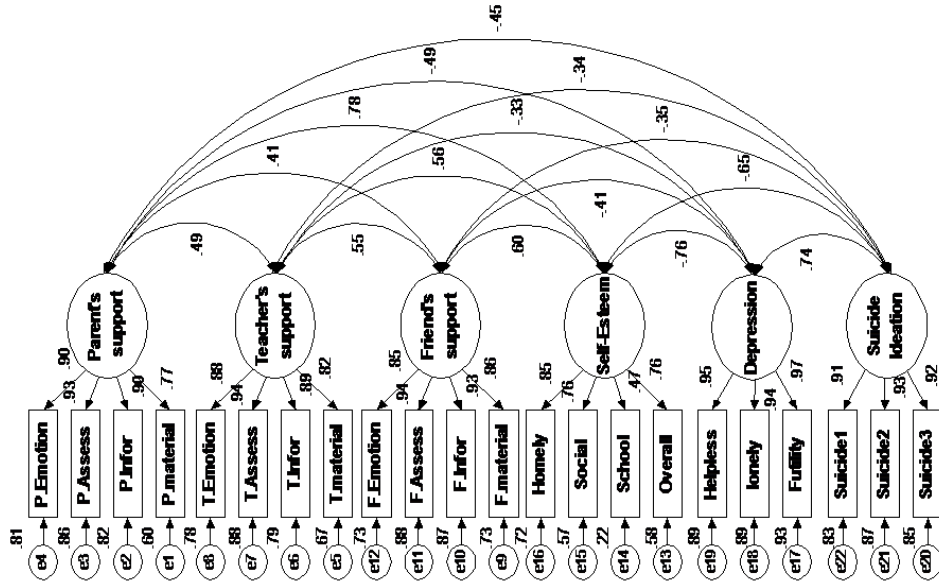 e20
e21
e22
e17
e18
e19
e13
e14
e15
e16
e9
e10
e11
e12
e5
e6
e7
e8
e1
e2
e3
e4
.85
.87
.83
.93
.89
.89
.58
.22
.57
.72
.73
.87
.88
.73
.67
.79
.88
.78
.60
.82
.86
.81
Suicide3
Suicide2
Suicide1
Futility
lonely
Helpless
Overall
School
Social
Homely
F.material
F.Infor
F.Assess
F.Emotion
T.material
T.Infor
T.Assess
T.Emotion
P.material
P.Infor
P.Assess
P.Emotion
.92
.93
.91
.97
.94
.95
.76
.47
.76
.85
.86
.93
.94
.85
.82
.89
.94
.88
.77
.90
.93
.90
Suicide
Ideation
Depression
Self-Esteem
Friend's
support
Teacher's
support
Parent's
support
.74
-.76
.60
.55
.49
-.41
-.65
.56
.41
-.35
-.33
.78
-.34
-.49
-.45